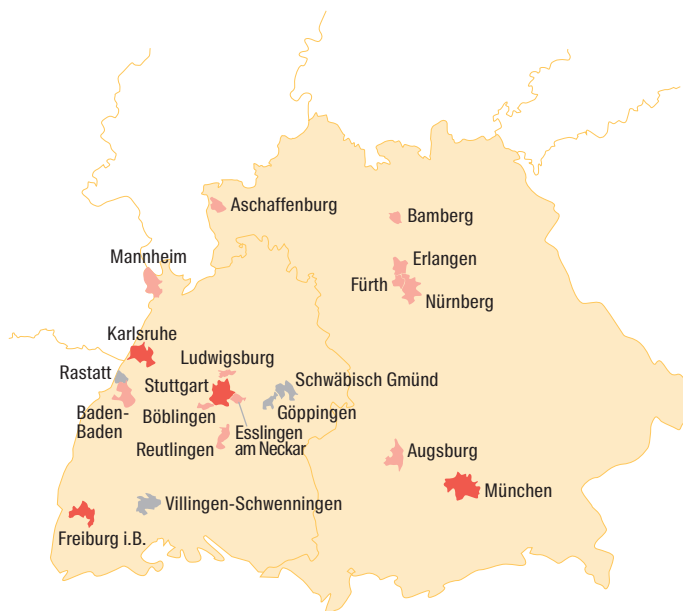 Aschaffenburg
Bamberg
Mannheim
Erlangen
Fürth
Nürnberg
Karlsruhe
Ludwigsburg
Rastatt
Stuttgart
Schwäbisch Gmünd
Baden-
Baden
Böblingen
Göppingen
Reutlingen
Esslingen
am Neckar
Augsburg
München
Villingen-Schwenningen
Freiburg i.B.